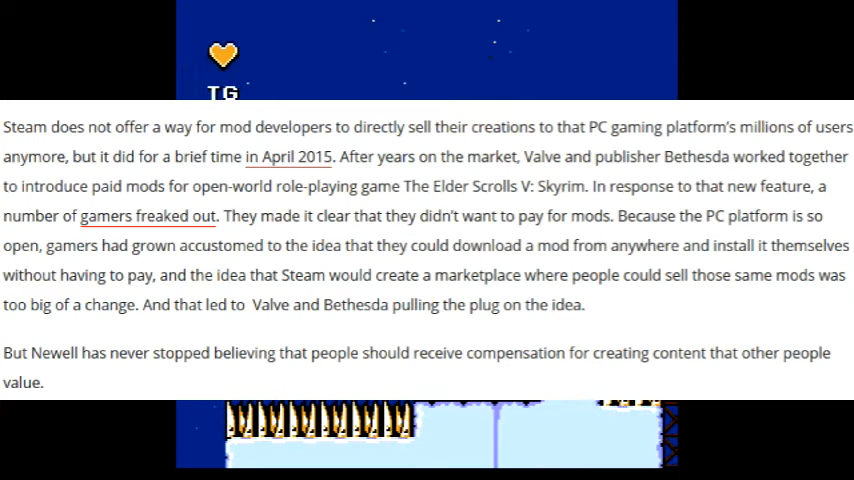 IG
Steam does not offer a way for mod developers to directly sell their creations to that PC gaming platform's millions of users
anymore, but it did for a brief time in April 2015. After years on the market, Valve and publisher Bethesda worked together
to introduce paid mods for open-world role-playing game The Elder Scrolls V: Skyrim. In response to that new feature, a
number of gamers freaked out. They made it clear that they didn't want to pay for mods. Because the PC platform is so
open, gamers had grown accustomed to the idea that they could download a mod from anywhere and install it themselves
without having to pay, and the idea that Steam would create a marketplace where people could sell those same mods was
too big of a change. And that led to Valve and Bethesda pulling the plug on the idea.
But Newell has never stopped believing that people should receive compensation for creating content that other people
value.